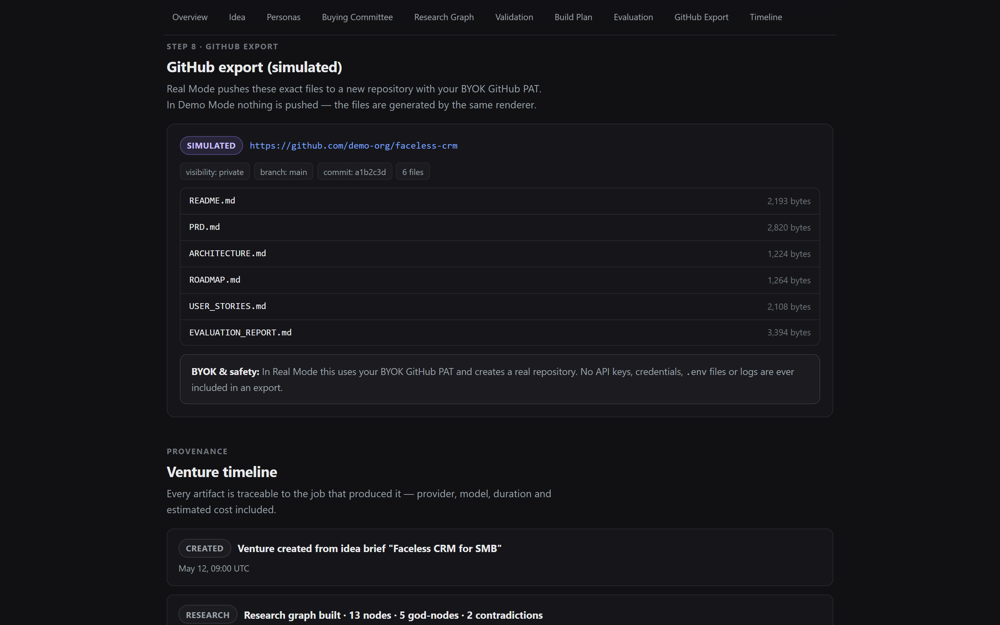 Overview Idea Personas Buying Committee Research Graph Validation Build Plan Evaluation GitHub Export Timeline
STEP 8 · GITHUB EXPORT
GitHub export (simulated)
Real Mode pushes these exact files to a new repository with your BYOK GitHub PAT.
In Demo Mode nothing is pushed — the files are generated by the same renderer.
SIMULATED https://github.com/demo-org/faceless-crm
visibility: private branch: main commit: a1b2c3d 6 files
README.md 2,193 bytes
PRD.md 2,820 bytes
ARCHITECTURE.md 1,224 bytes
ROADMAP.md 1,264 bytes
USER_STORIES.md 2,108 bytes
EVALUATION_REPORT.md 3,394 bytes
BYOK & safety: In Real Mode this uses your BYOK GitHub PAT and creates a real repository. No API keys, credentials, .env files or logs are ever
included in an export.
PROVENANCE
Venture timeline
Every artifact is traceable to the job that produced it — provider, model, duration and
estimated cost included.
CREATED Venture created from idea brief "Faceless CRM for SMB"
May 12, 09:00 UTC
RESEARCH Research graph built · 13 nodes · 5 god-nodes · 2 contradictions